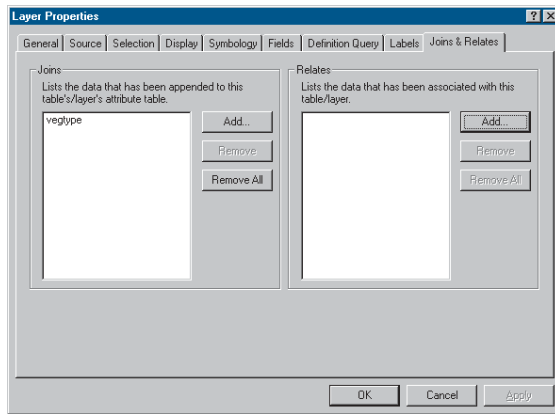 Layer Properties
General Source Selection Display Symbology Fields Definition Query Labels Joins & Relates
Joins
Lists the data that has been appended to this
table's/layer's attribute table.
vegtype
Add...
Remove
Remove All
Relates
Lists the data that has been associated with this
table/layer.
Add...
Remove
Remove All
OK Cancel Apply